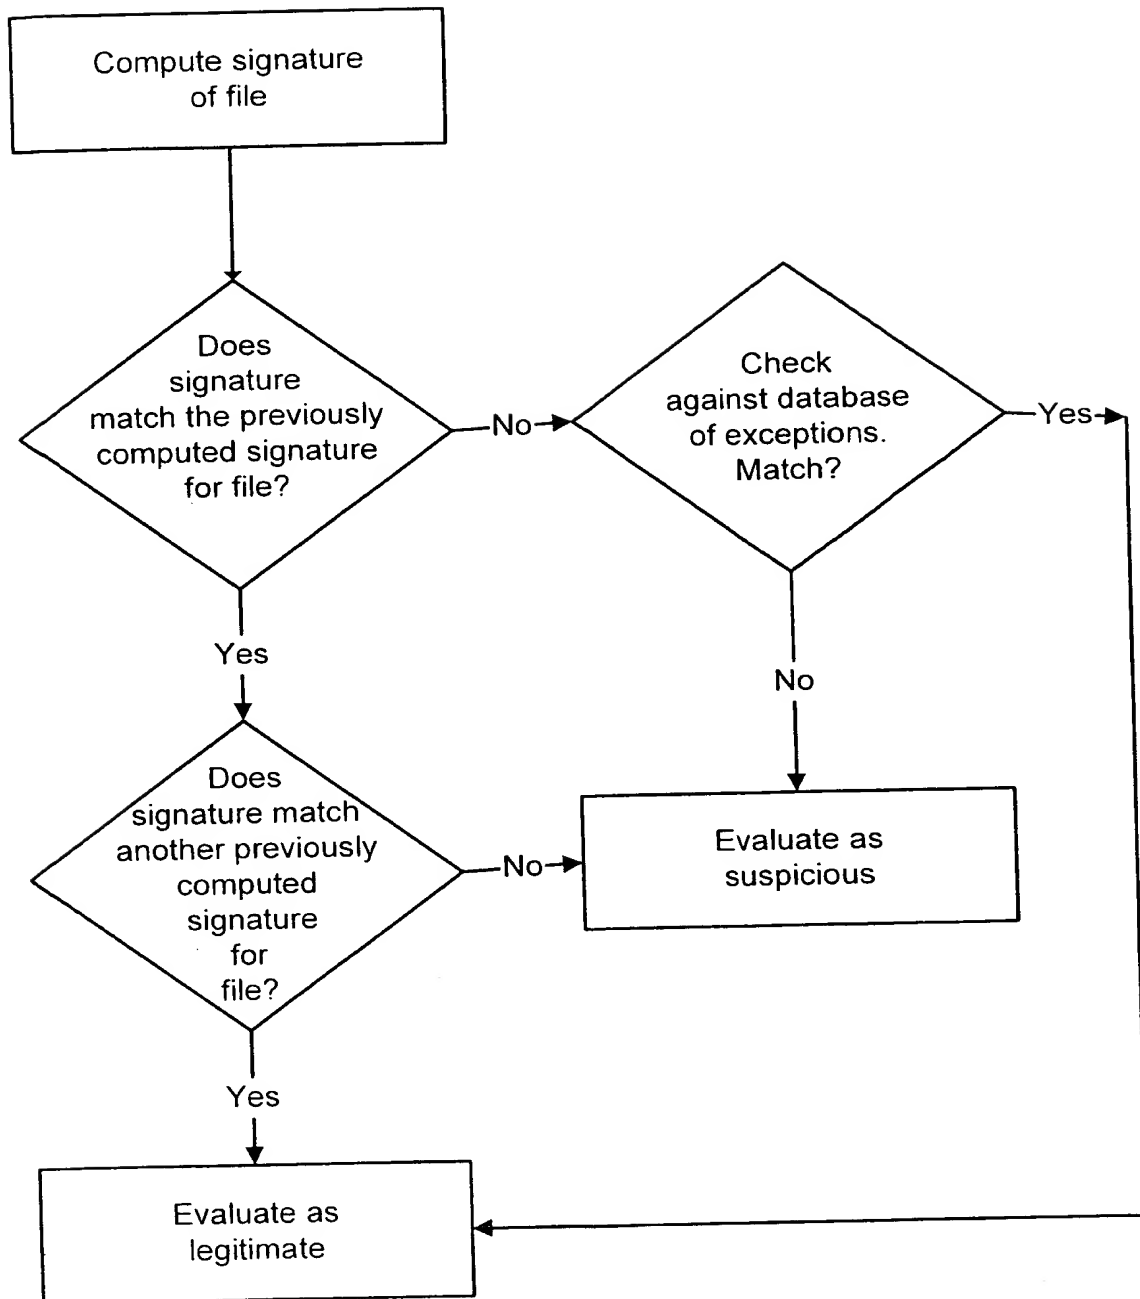 Compute signature
of file
Does
signature
match the previously
computed signature
for file?
No
Check
against database
of exceptions.
Match?
Yes
Yes
No
Does
signature match
another previously
computed
signature
for
file?
No
Evaluate as
suspicious
Yes
Evaluate as
legitimate